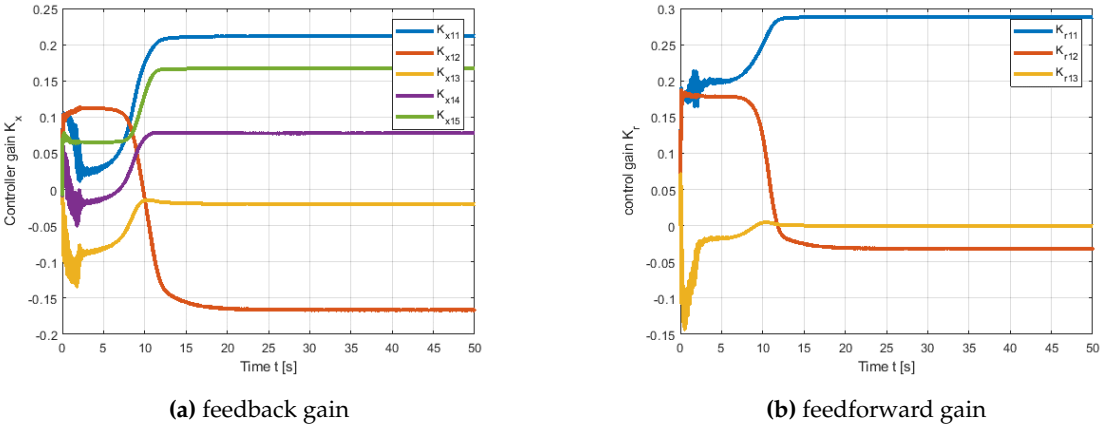 0.25
0.2
0.15
0.1
0.05
0
-0.05
-0.1
-0.15
-0.2
Controller gain K_x
0 5 10 15 20 25 30 35 40 45 50
Time t [s]
K_x11
K_x12
K_x13
K_x14
K_x15
(a) feedback gain
0.3
0.25
0.2
0.15
0.1
0.05
0
-0.05
-0.1
-0.15
control gain K_r
0 5 10 15 20 25 30 35 40 45 50
Time t [s]
K_r11
K_r12
K_r13
(b) feedforward gain